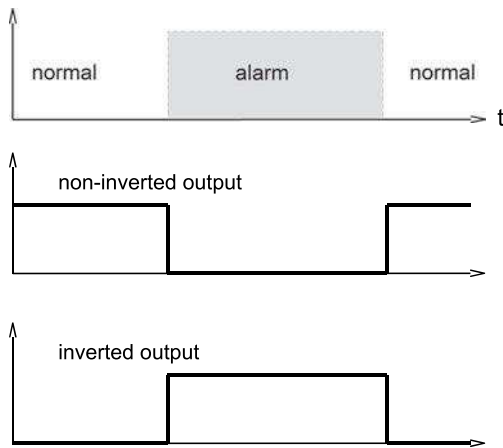 normal alarm normal
t
non-inverted output
inverted output